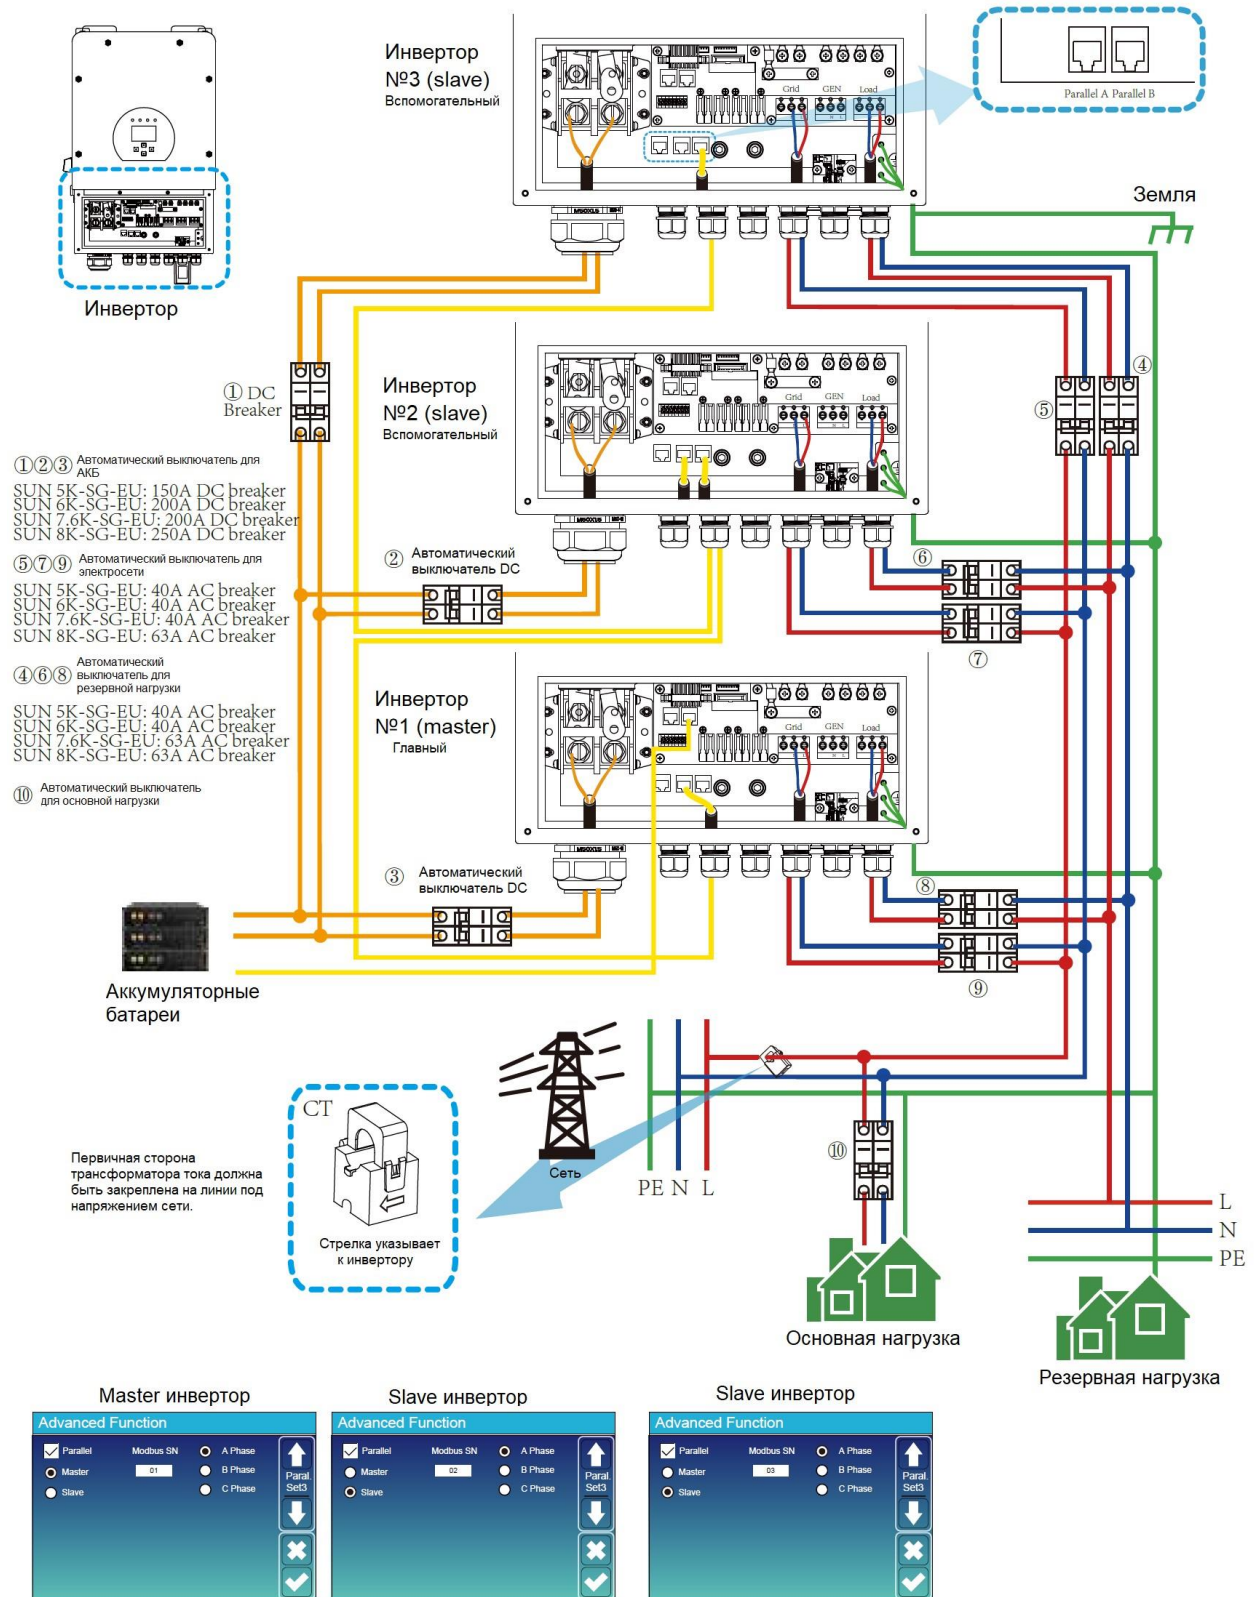 Инвертор
№3 (slave)
Вспомогательный
Grid
GEN
Load
Parallel A Parallel B
Земля
Инвертор
① DC
Breaker
Инвертор
№2 (slave)
Вспомогательный
Grid
GEN
Load
④
⑤
①②③ Автоматический выключатель для
АКБ
SUN 5K-SG-EU: 150A DC breaker
SUN 6K-SG-EU: 200A DC breaker
SUN 7.6K-SG-EU: 200A DC breaker
SUN 8K-SG-EU: 250A DC breaker
② Автоматический
выключатель DC
⑥
⑤⑦⑨ Автоматический выключатель для
электросети
SUN 5K-SG-EU: 40A AC breaker
SUN 6K-SG-EU: 40A AC breaker
SUN 7.6K-SG-EU: 40A AC breaker
SUN 8K-SG-EU: 63A AC breaker
⑦
④⑥⑧ Автоматический
выключатель для
резервной нагрузки
SUN 5K-SG-EU: 40A AC breaker
SUN 6K-SG-EU: 40A AC breaker
SUN 7.6K-SG-EU: 63A AC breaker
SUN 8K-SG-EU: 63A AC breaker
Инвертор
№1 (master)
Главный
Grid
GEN
Load
⑩ Автоматический выключатель
для основной нагрузки
③ Автоматический
выключатель DC
⑧
⑨
Аккумуляторные
батареи
CT
Первичная сторона
трансформатора тока должна
быть закреплена на линии под
напряжением сети.
Стрелка указывает
к инвертору
Сеть
PE N L
⑩
L
N
PE
Основная нагрузка
Резервная нагрузка
Master инвертор
Advanced Function
Parallel
Modbus SN
A Phase
Master
01
B Phase
Slave
C Phase
Paral.
Set3
Slave инвертор
Advanced Function
Parallel
Modbus SN
A Phase
Master
02
B Phase
Slave
C Phase
Paral.
Set3
Slave инвертор
Advanced Function
Parallel
Modbus SN
A Phase
Master
03
B Phase
Slave
C Phase
Paral.
Set3